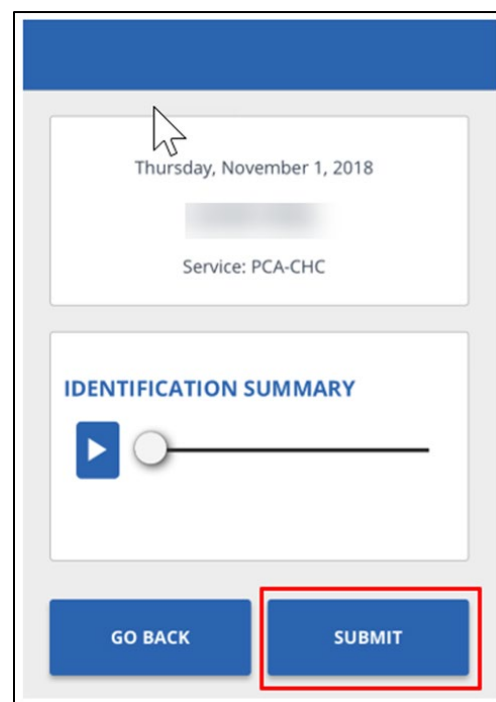 Thursday, November 1, 2018
Service: PCA-CHC
IDENTIFICATION SUMMARY
GO BACK
SUBMIT